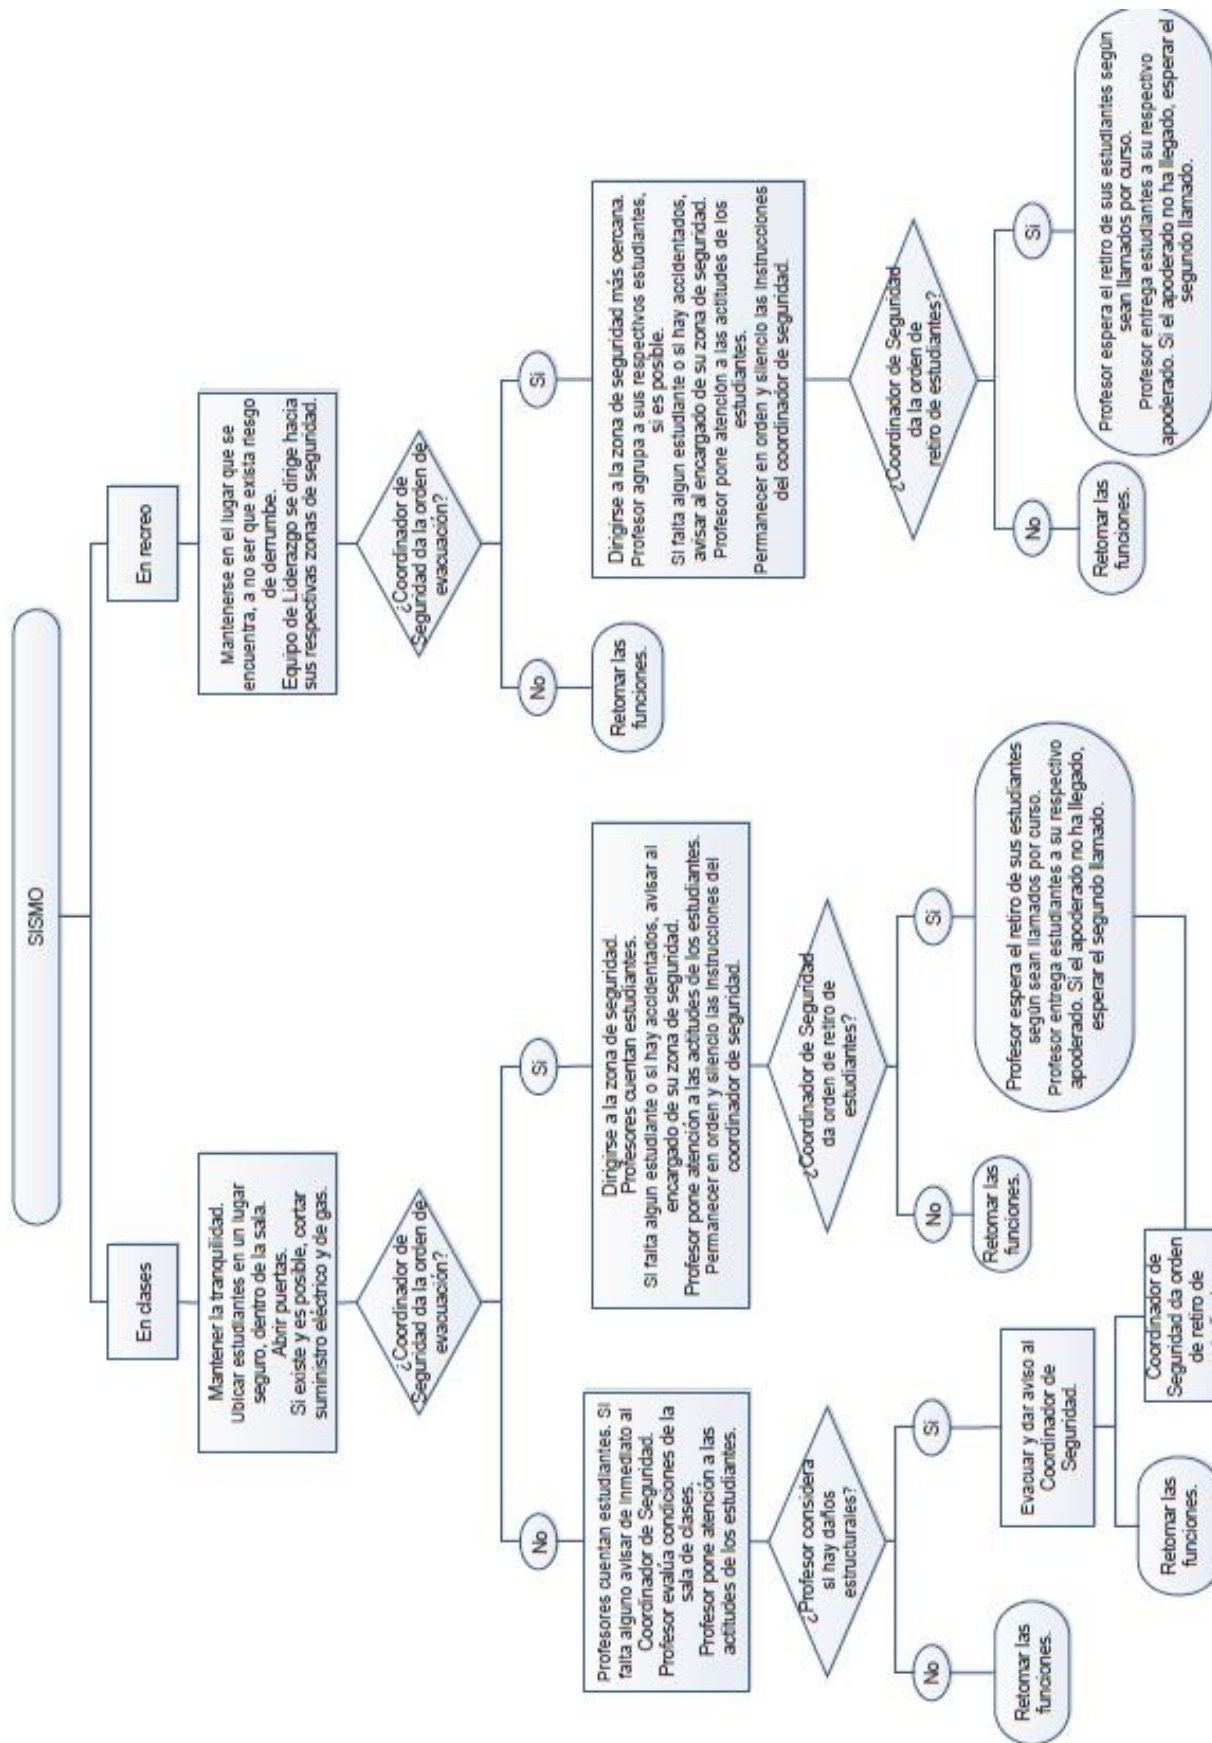 SISMO
En clases
Mantener la tranquilidad.
Ubicar estudiantes en un lugar
seguro, dentro de la sala.
Abrir puertas.
Si existe y es posible, cortar
suministro eléctrico y de gas.
¿Coordinador de
Seguridad da la orden de
evacuación?
No
Profesores cuentan estudiantes. Si
falta alguno avisar de Inmediato al
Coordinador de Seguridad.
Profesor evalúa condiciones de la
sala de clases.
Profesor pone atención a las
actitudes de los estudiantes.
¿Profesor considera
si hay daños
estructurales?
No
Retomar las
funciones.
Si
Evacuar y dar aviso al
Coordinador de
Seguridad.
Retomar las
funciones.
Coordinador de
Seguridad da orden
de retiro de
Si
Dirigirse a la zona de seguridad.
Profesores cuentan estudiantes.
Si falta algun estudiante o si hay accidentados, avisar al
encargado de su zona de seguridad.
Profesor pone atención a las actitudes de los estudiantes.
Permanecer en orden y silencio las Instrucciones del
coordinador de seguridad.
¿Coordinador de Seguridad
da orden de retiro de
estudiantes?
No
Retomar las
funciones.
Si
Profesor espera el retiro de sus estudiantes
según sean llamados por curso.
Profesor entrega estudiantes a su respectivo
apoderado. Si el apoderado no ha llegado,
esperar el segundo llamado.
En recreo
Mantenerse en el lugar que se
encuentra, a no ser que exista riesgo
de derrumbe.
Equipo de Liderazgo se dirige hacia
sus respectivas zonas de seguridad.
¿Coordinador de
Seguridad da la orden de
evacuación?
No
Retomar las
funciones.
Si
Dirigirse a la zona de seguridad más cercana.
Profesor agrupa a sus respectivos estudiantes,
si es posible.
Si falta algun estudiante o si hay accidentados,
avisar al encargado de su zona de seguridad.
Profesor pone atención a las actitudes de los
estudiantes.
Permanecer en orden y silencio las Instrucciones
del coordinador de seguridad.
¿Coordinador de Seguridad
da la orden de
retiro de estudiantes?
No
Retomar las
funciones.
Si
Profesor espera el retiro de sus estudiantes según
sean llamados por curso.
Profesor entrega estudiantes a su respectivo
apoderado. Si el apoderado no ha llegado, esperar el
segundo llamado.